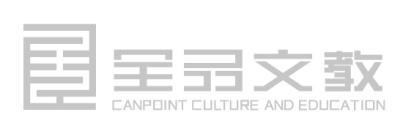 全品文教
CANPOINT CULTURE AND EDUCATION